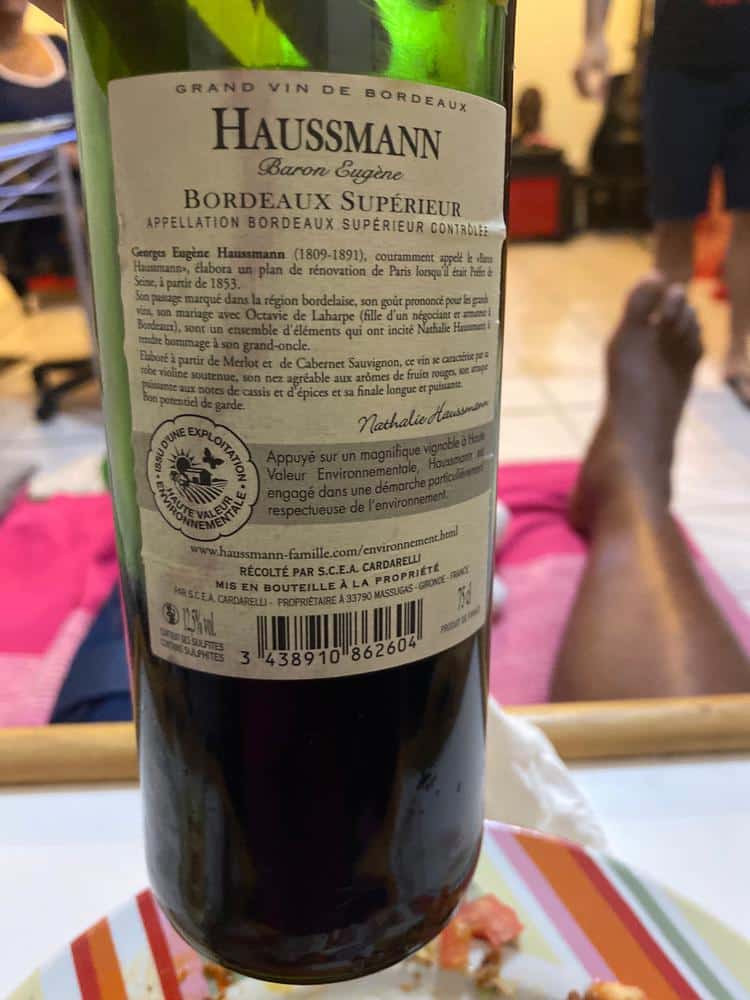 GRAND VIN DE BORDEAUX
HAUSSMANN
Baron Eugène
BORDEAUX SUPÉRIEUR
APPELLATION BORDEAUX SUPÉRIEUR CONTRÔLÉE
Georges Eugène Haussmann (1809-1891), couramment appelé le «Baron
Haussmann», élabora un plan de rénovation de Paris lorsqu'il était Préfet de
Seine, à partir de 1853.
Son passage marqué dans la région bordelaise, son goût prononcé pour les grands
vins, son mariage avec Octavie de Laharpe (fille d'un négociant et armateur à
Bordeaux), sont un ensemble d'éléments qui ont incité Nathalie Haussmann à
rendre hommage à son grand-oncle.
Elaboré à partir de Merlot et de Cabernet Sauvignon, ce vin se caractérise par sa
robe violine soutenue, son nez agréable aux arômes de fruits rouges, son attaque
puissante aux notes de cassis et d'épices et sa finale longue et puissante.
Bon potentiel de garde.
Nathalie Haussmann
ISSU D'UNE EXPLOITATION
HAUTE VALEUR
ENVIRONNEMENTALE
Appuyé sur un magnifique vignoble à Haute
Valeur Environnementale, Haussmann est
engagé dans une démarche particulièrement
respectueuse de l'environnement.
www.haussmann-famille.com/environnement.html
RÉCOLTÉ PAR S.C.E.A. CARDARELLI
MIS EN BOUTEILLE À LA PROPRIÉTÉ
PAR S.C.E.A. CARDARELLI - PROPRIÉTAIRE À 33790 MASSUGAS - GIRONDE - FRANCE
12,5% vol.
75 cl
CONTIENT DES SULFITES
CONTAINS SULPHITES
PRODUIT DE FRANCE
3 438910 862604